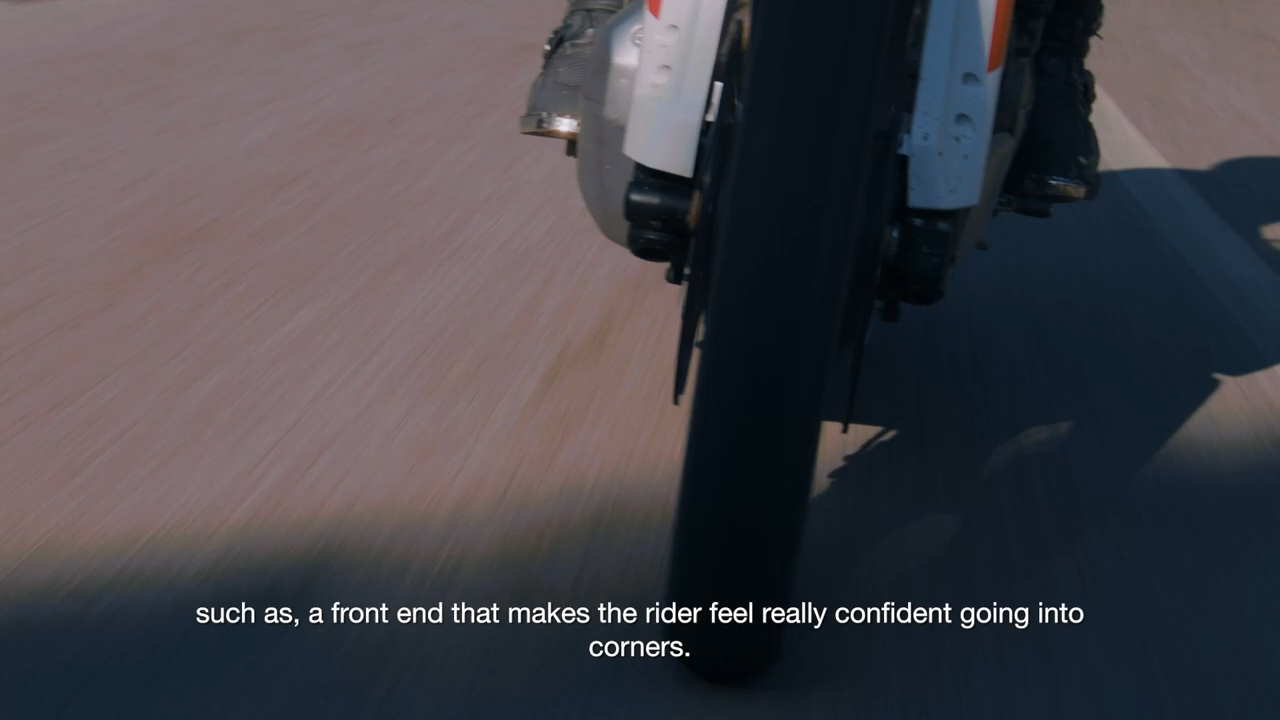 such as, a front end that makes the rider feel really confident going into
corners.